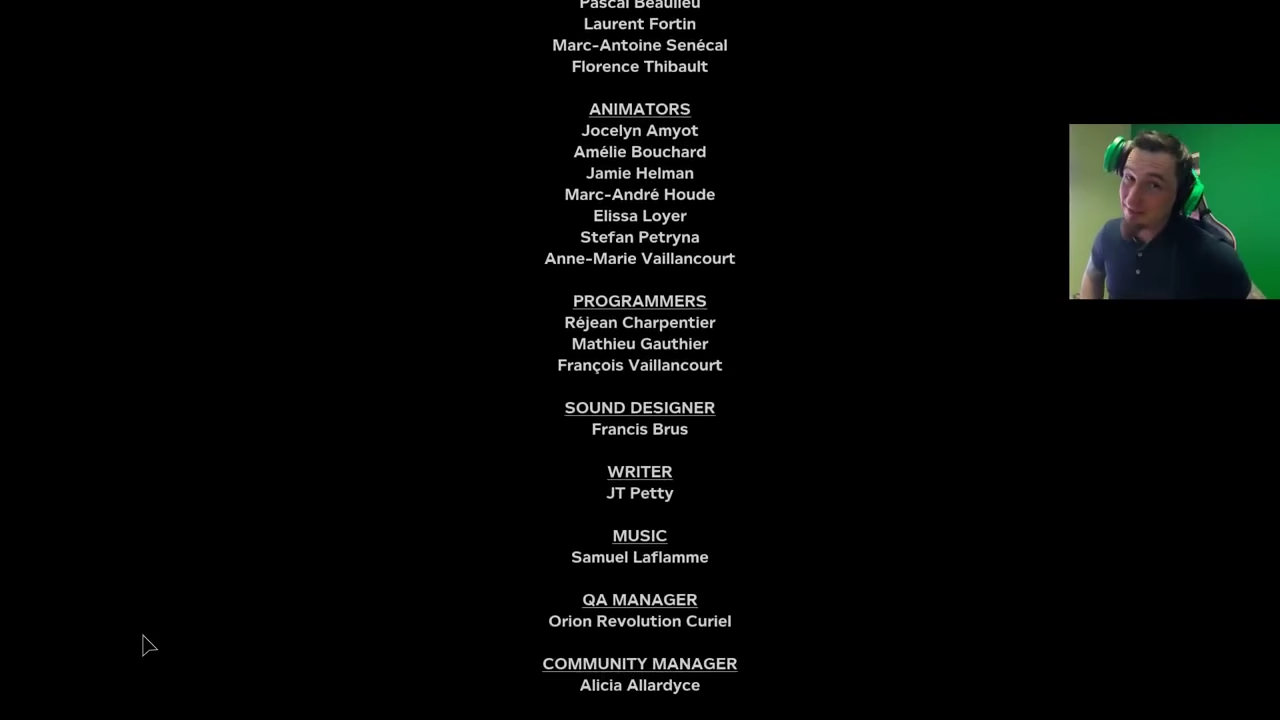 Pascal Beaulieu
Laurent Fortin
Marc-Antoine Senécal
Florence Thibault
ANIMATORS
Jocelyn Amyot
Amélie Bouchard
Jamie Helman
Marc-André Houde
Elissa Loyer
Stefan Petryna
Anne-Marie Vaillancourt
PROGRAMMERS
Réjean Charpentier
Mathieu Gauthier
François Vaillancourt
SOUND DESIGNER
Francis Brus
WRITER
JT Petty
MUSIC
Samuel Laflamme
QA MANAGER
Orion Revolution Curiel
COMMUNITY MANAGER
Alicia Allardyce